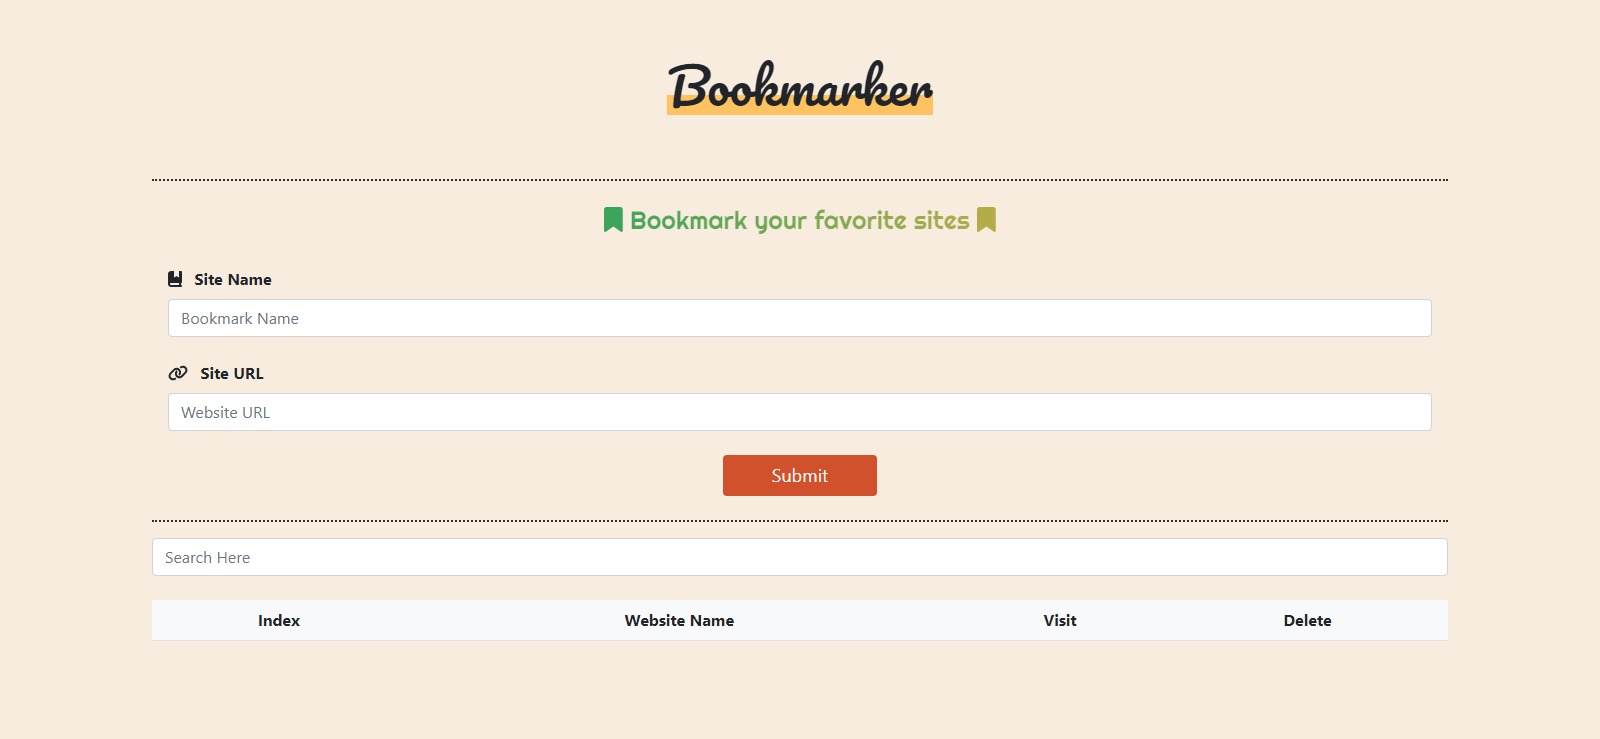 Bookmarker
Bookmark your favorite sites
Site Name
Bookmark Name
Site URL
Website URL
Submit
Search Here
Index Website Name Visit Delete